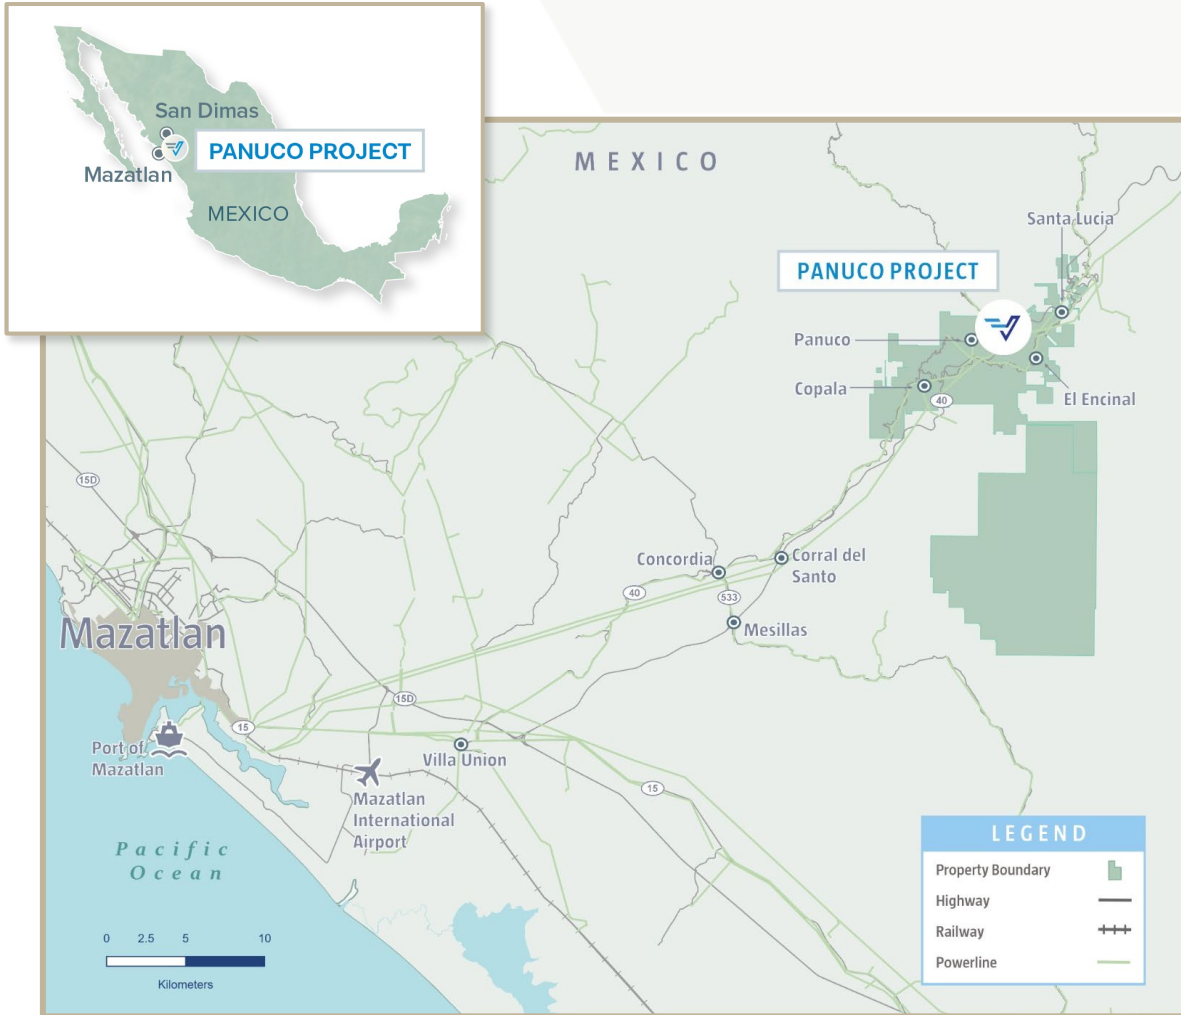 San Dimas
PANUCO PROJECT
Mazatlan
MEXICO
MEXICO
Santa Lucia
PANUCO PROJECT
Panuco
Copala
40
El Encinal
15D
Concordia
Corral del
Santo
40
533
Mesillas
Mazatlan
15D
15
Port of
Mazatlan
Villa Union
Mazatlan
International
Airport
15
Pacific
Ocean
0 2.5 5 10
Kilometers
LEGEND
Property Boundary
Highway
Railway
Powerline